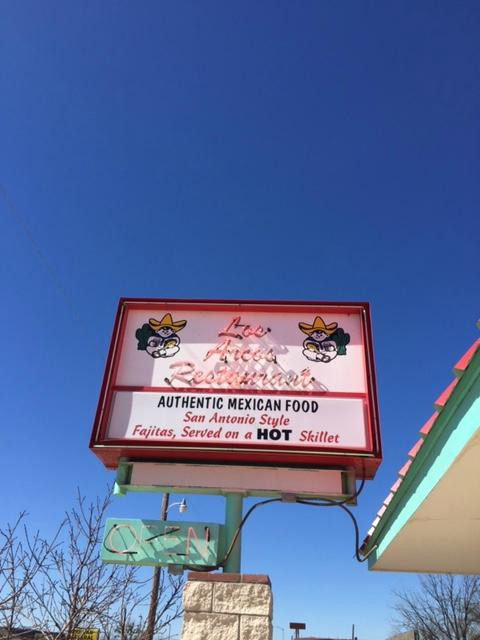 Los
Arcos
Restaurant
AUTHENTIC MEXICAN FOOD
San Antonio Style
Fajitas, Served on a HOT Skillet
OPEN